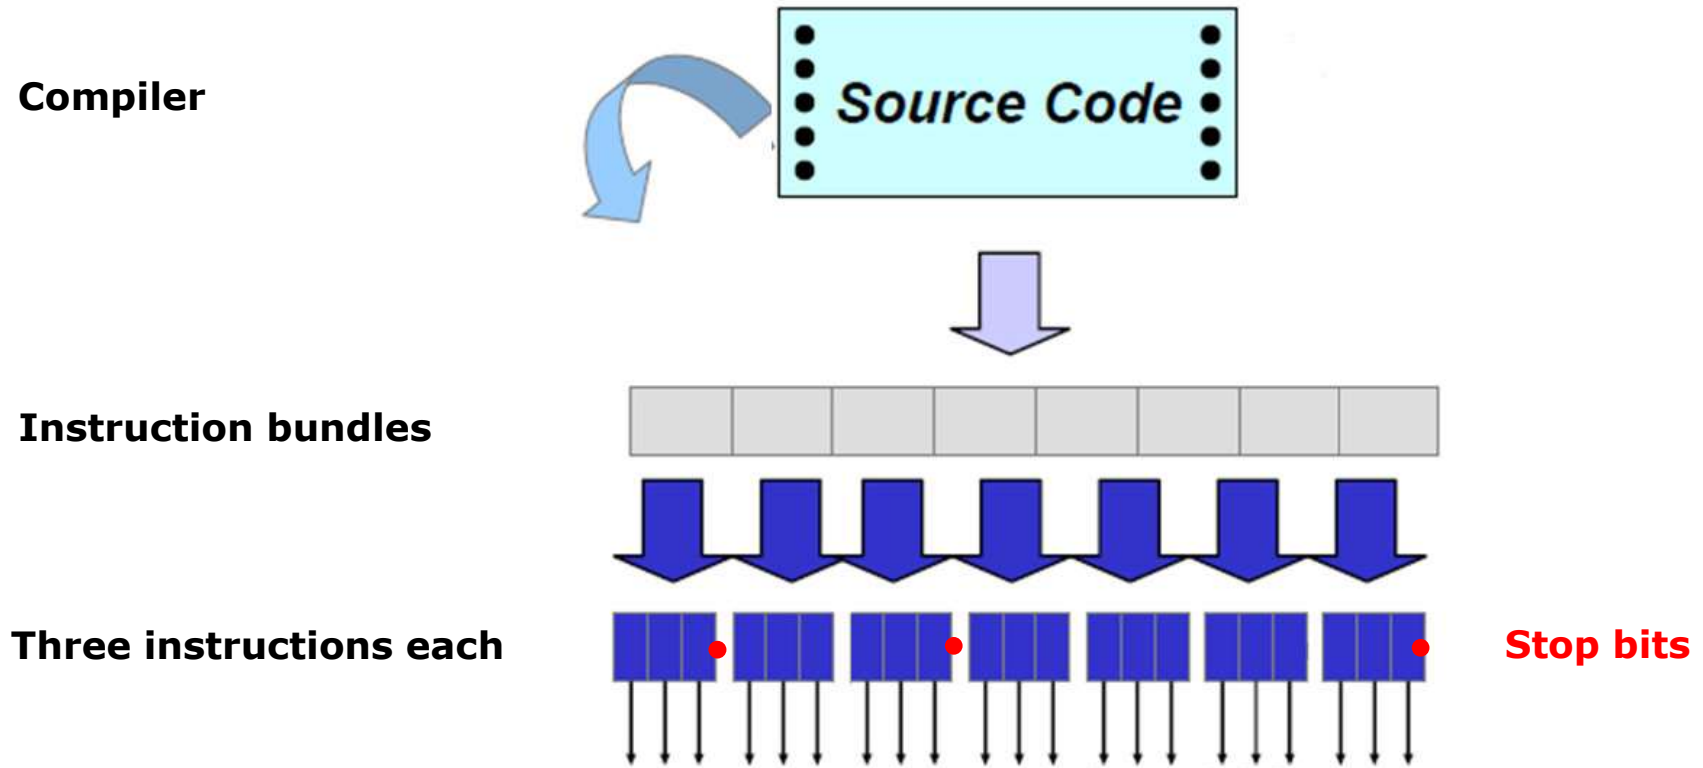 Compiler
Source Code
Instruction bundles
Three instructions each
Stop bits